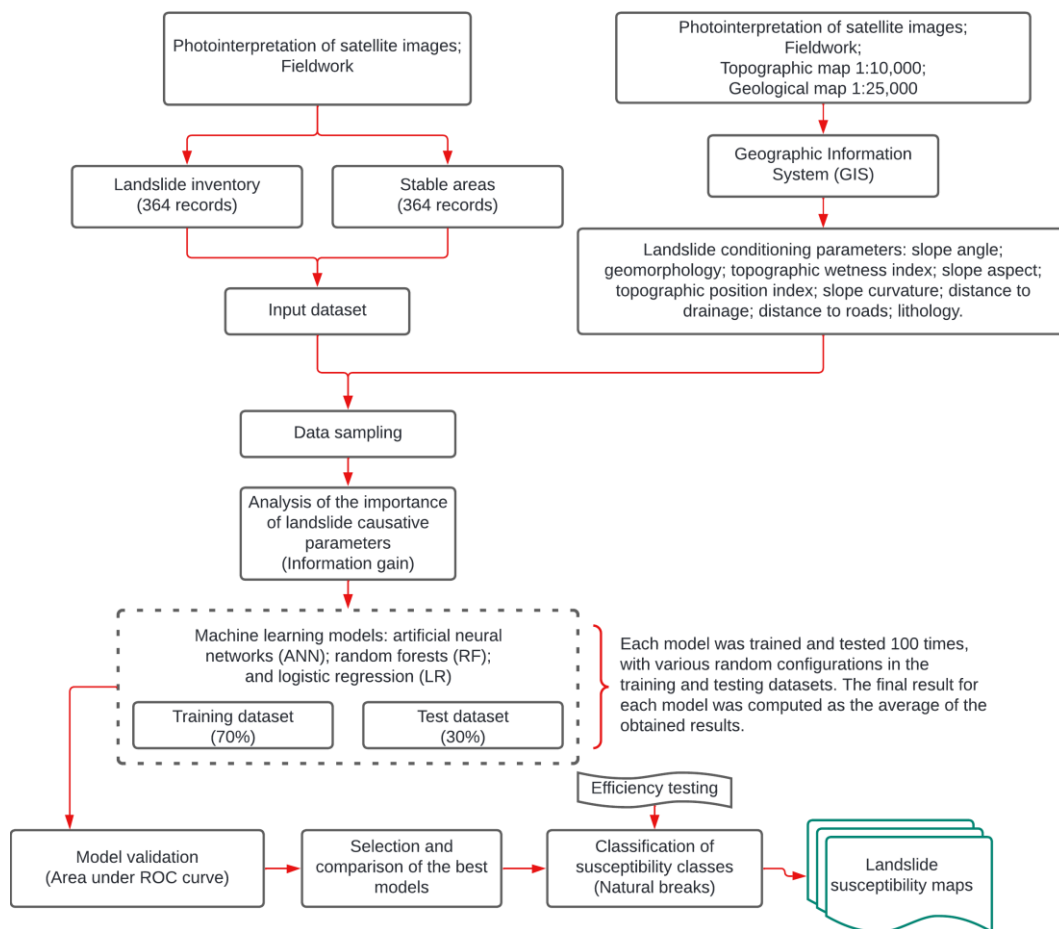 Photointerpretation of satellite images;
Fieldwork
Photointerpretation of satellite images;
Fieldwork;
Topographic map 1:10,000;
Geological map 1:25,000
Landslide inventory
(364 records)
Stable areas
(364 records)
Geographic Information
System (GIS)
Input dataset
Landslide conditioning parameters: slope angle;
geomorphology; topographic wetness index; slope aspect;
topographic position index; slope curvature; distance to
drainage; distance to roads; lithology.
Data sampling
Analysis of the importance
of landslide causative
parameters
(Information gain)
Machine learning models: artificial neural
networks (ANN); random forests (RF);
and logistic regression (LR)
Training dataset
(70%)
Test dataset
(30%)
Each model was trained and tested 100 times,
with various random configurations in the
training and testing datasets. The final result for
each model was computed as the average of the
obtained results.
Efficiency testing
Model validation
(Area under ROC curve)
Selection and
comparison of the best
models
Classification of
susceptibility classes
(Natural breaks)
Landslide
susceptibility maps